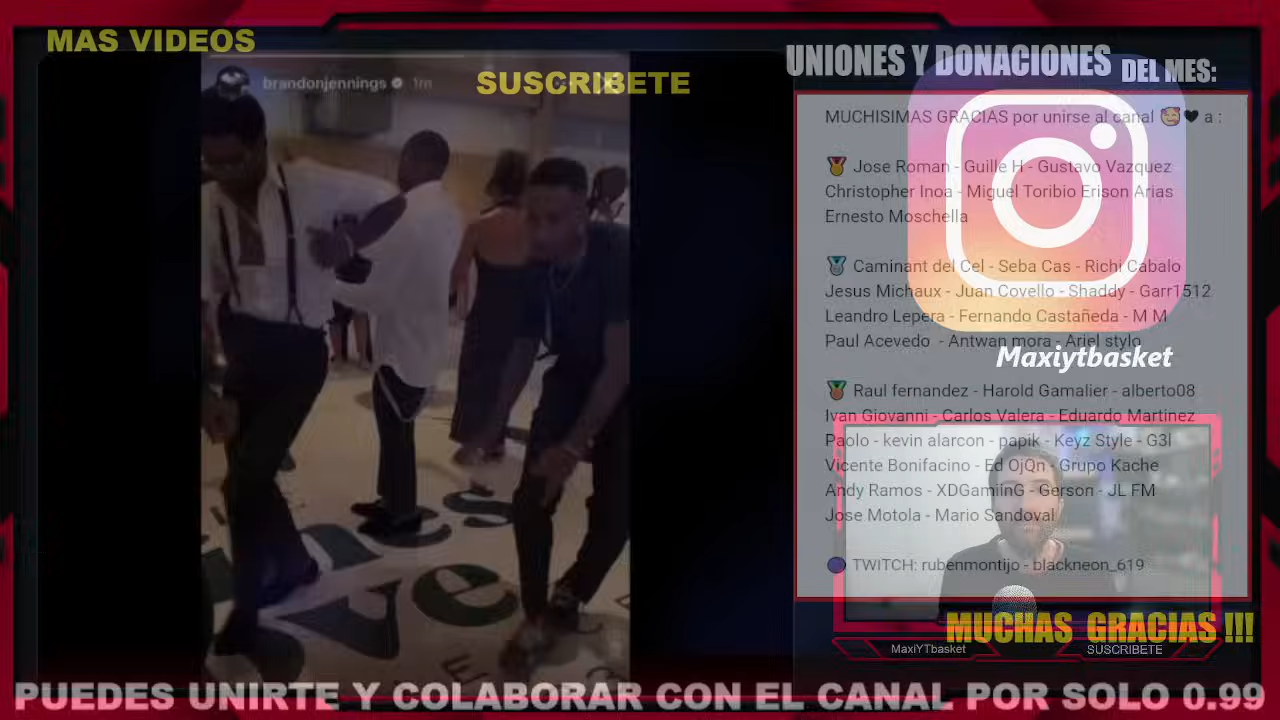 MAS VIDEOS
brandonjennings 1m
SUSCRIBETE
UNIONES Y DONACIONES DEL MES:
MUCHISIMAS GRACIAS por unirse al canal 🥰🖤 a :
🥇 Jose Roman - Guille H - Gustavo Vazquez
Christopher Inoa - Miguel Toribio Erison Arias
Ernesto Moschella
🥈 Caminant del Cel - Seba Cas - Richi Cabalo
Jesus Michaux - Juan Covello - Shaddy - Garr1512
Leandro Lepera - Fernando Castañeda - M M
Paul Acevedo - Antwan mora - Ariel stylo
Maxiytbasket
🥉 Raul fernandez - Harold Gamalier - alberto08
Ivan Giovanni - Carlos Valera - Eduardo Martinez
Paolo - kevin alarcon - papik - Keyz Style - G3l
Vicente Bonifacino - Ed OjQn - Grupo Kache
Andy Ramos - XDGamiinG - Gerson - JL FM
Jose Motola - Mario Sandoval
TWITCH: rubenmontijo - blackneon_619
MUCHAS GRACIAS !!!
MaxiYTbasket
SUSCRIBETE
PUEDES UNIRTE Y COLABORAR CON EL CANAL POR SOLO 0.99